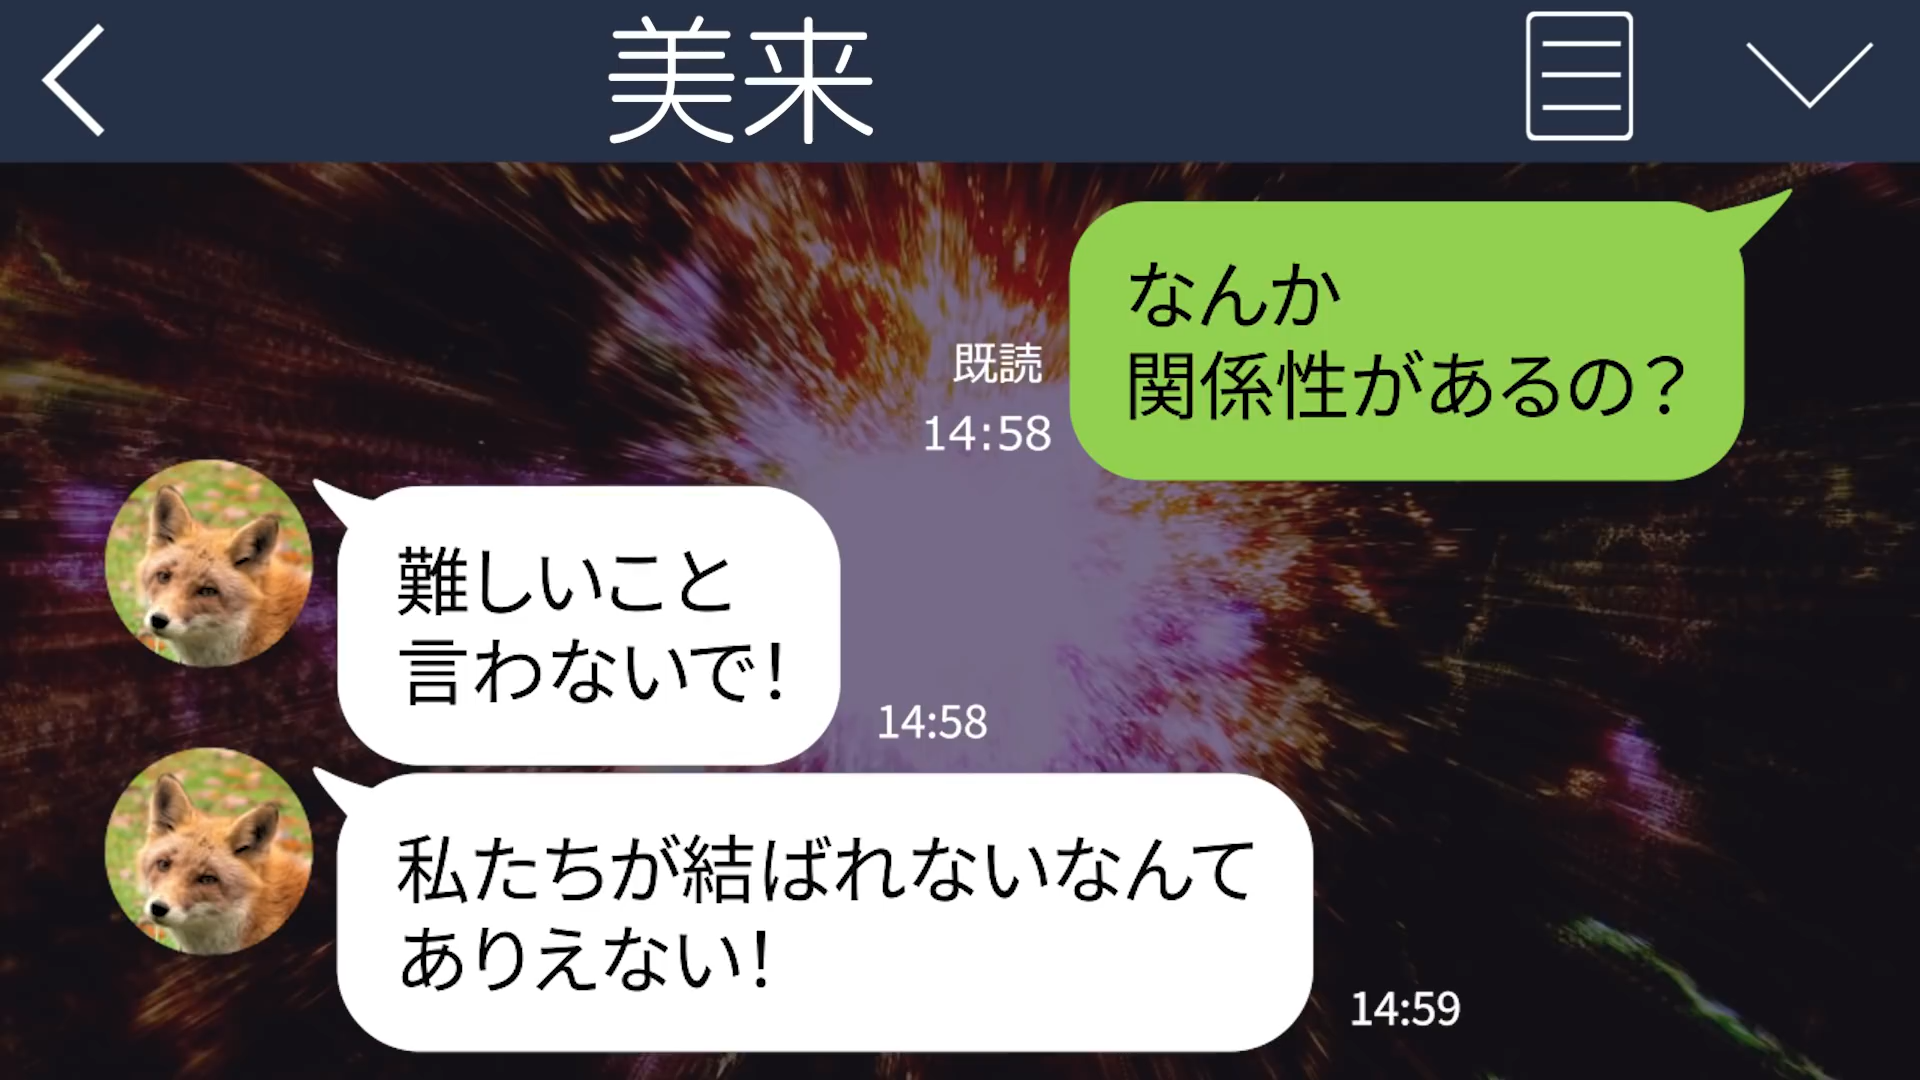 美来
なんか
関係性があるの？
既読
14:58
難しいこと
言わないで！
14:58
私たちが結ばれないなんて
ありえない！
14:59